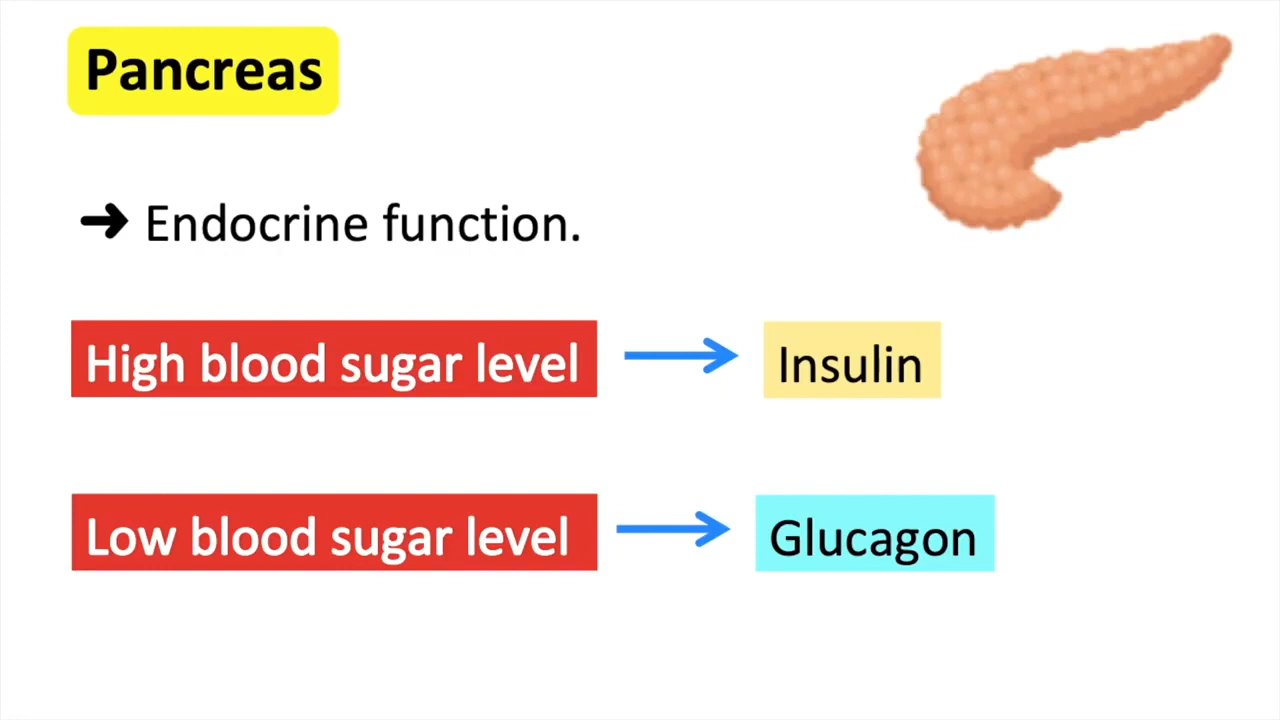 Pancreas
➜ Endocrine function.
High blood sugar level → Insulin
Low blood sugar level → Glucagon